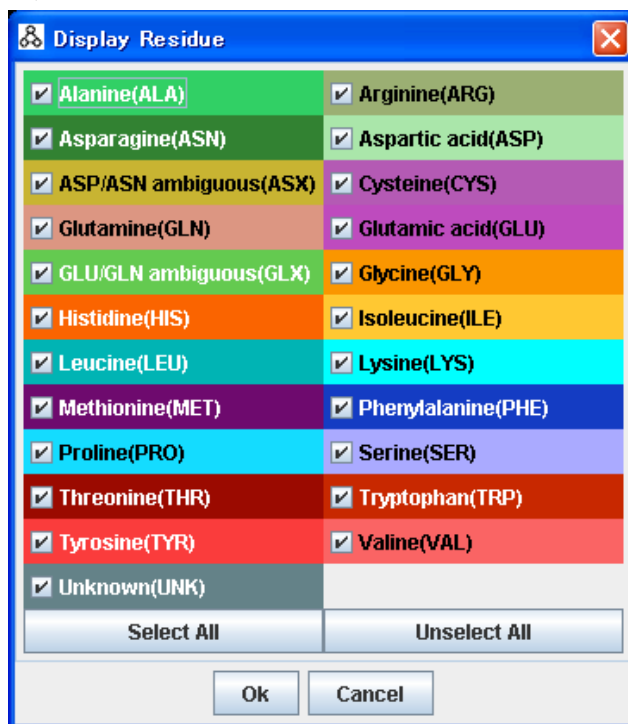 Display Residue
Alanine(ALA) Arginine(ARG)
Asparagine(ASN) Aspartic acid(ASP)
ASP/ASN ambiguous(ASX) Cysteine(CYS)
Glutamine(GLN) Glutamic acid(GLU)
GLU/GLN ambiguous(GLX) Glycine(GLY)
Histidine(HIS) Isoleucine(ILE)
Leucine(LEU) Lysine(LYS)
Methionine(MET) Phenylalanine(PHE)
Proline(PRO) Serine(SER)
Threonine(THR) Tryptophan(TRP)
Tyrosine(TYR) Valine(VAL)
Unknown(UNK)
Select All Unselect All
Ok Cancel